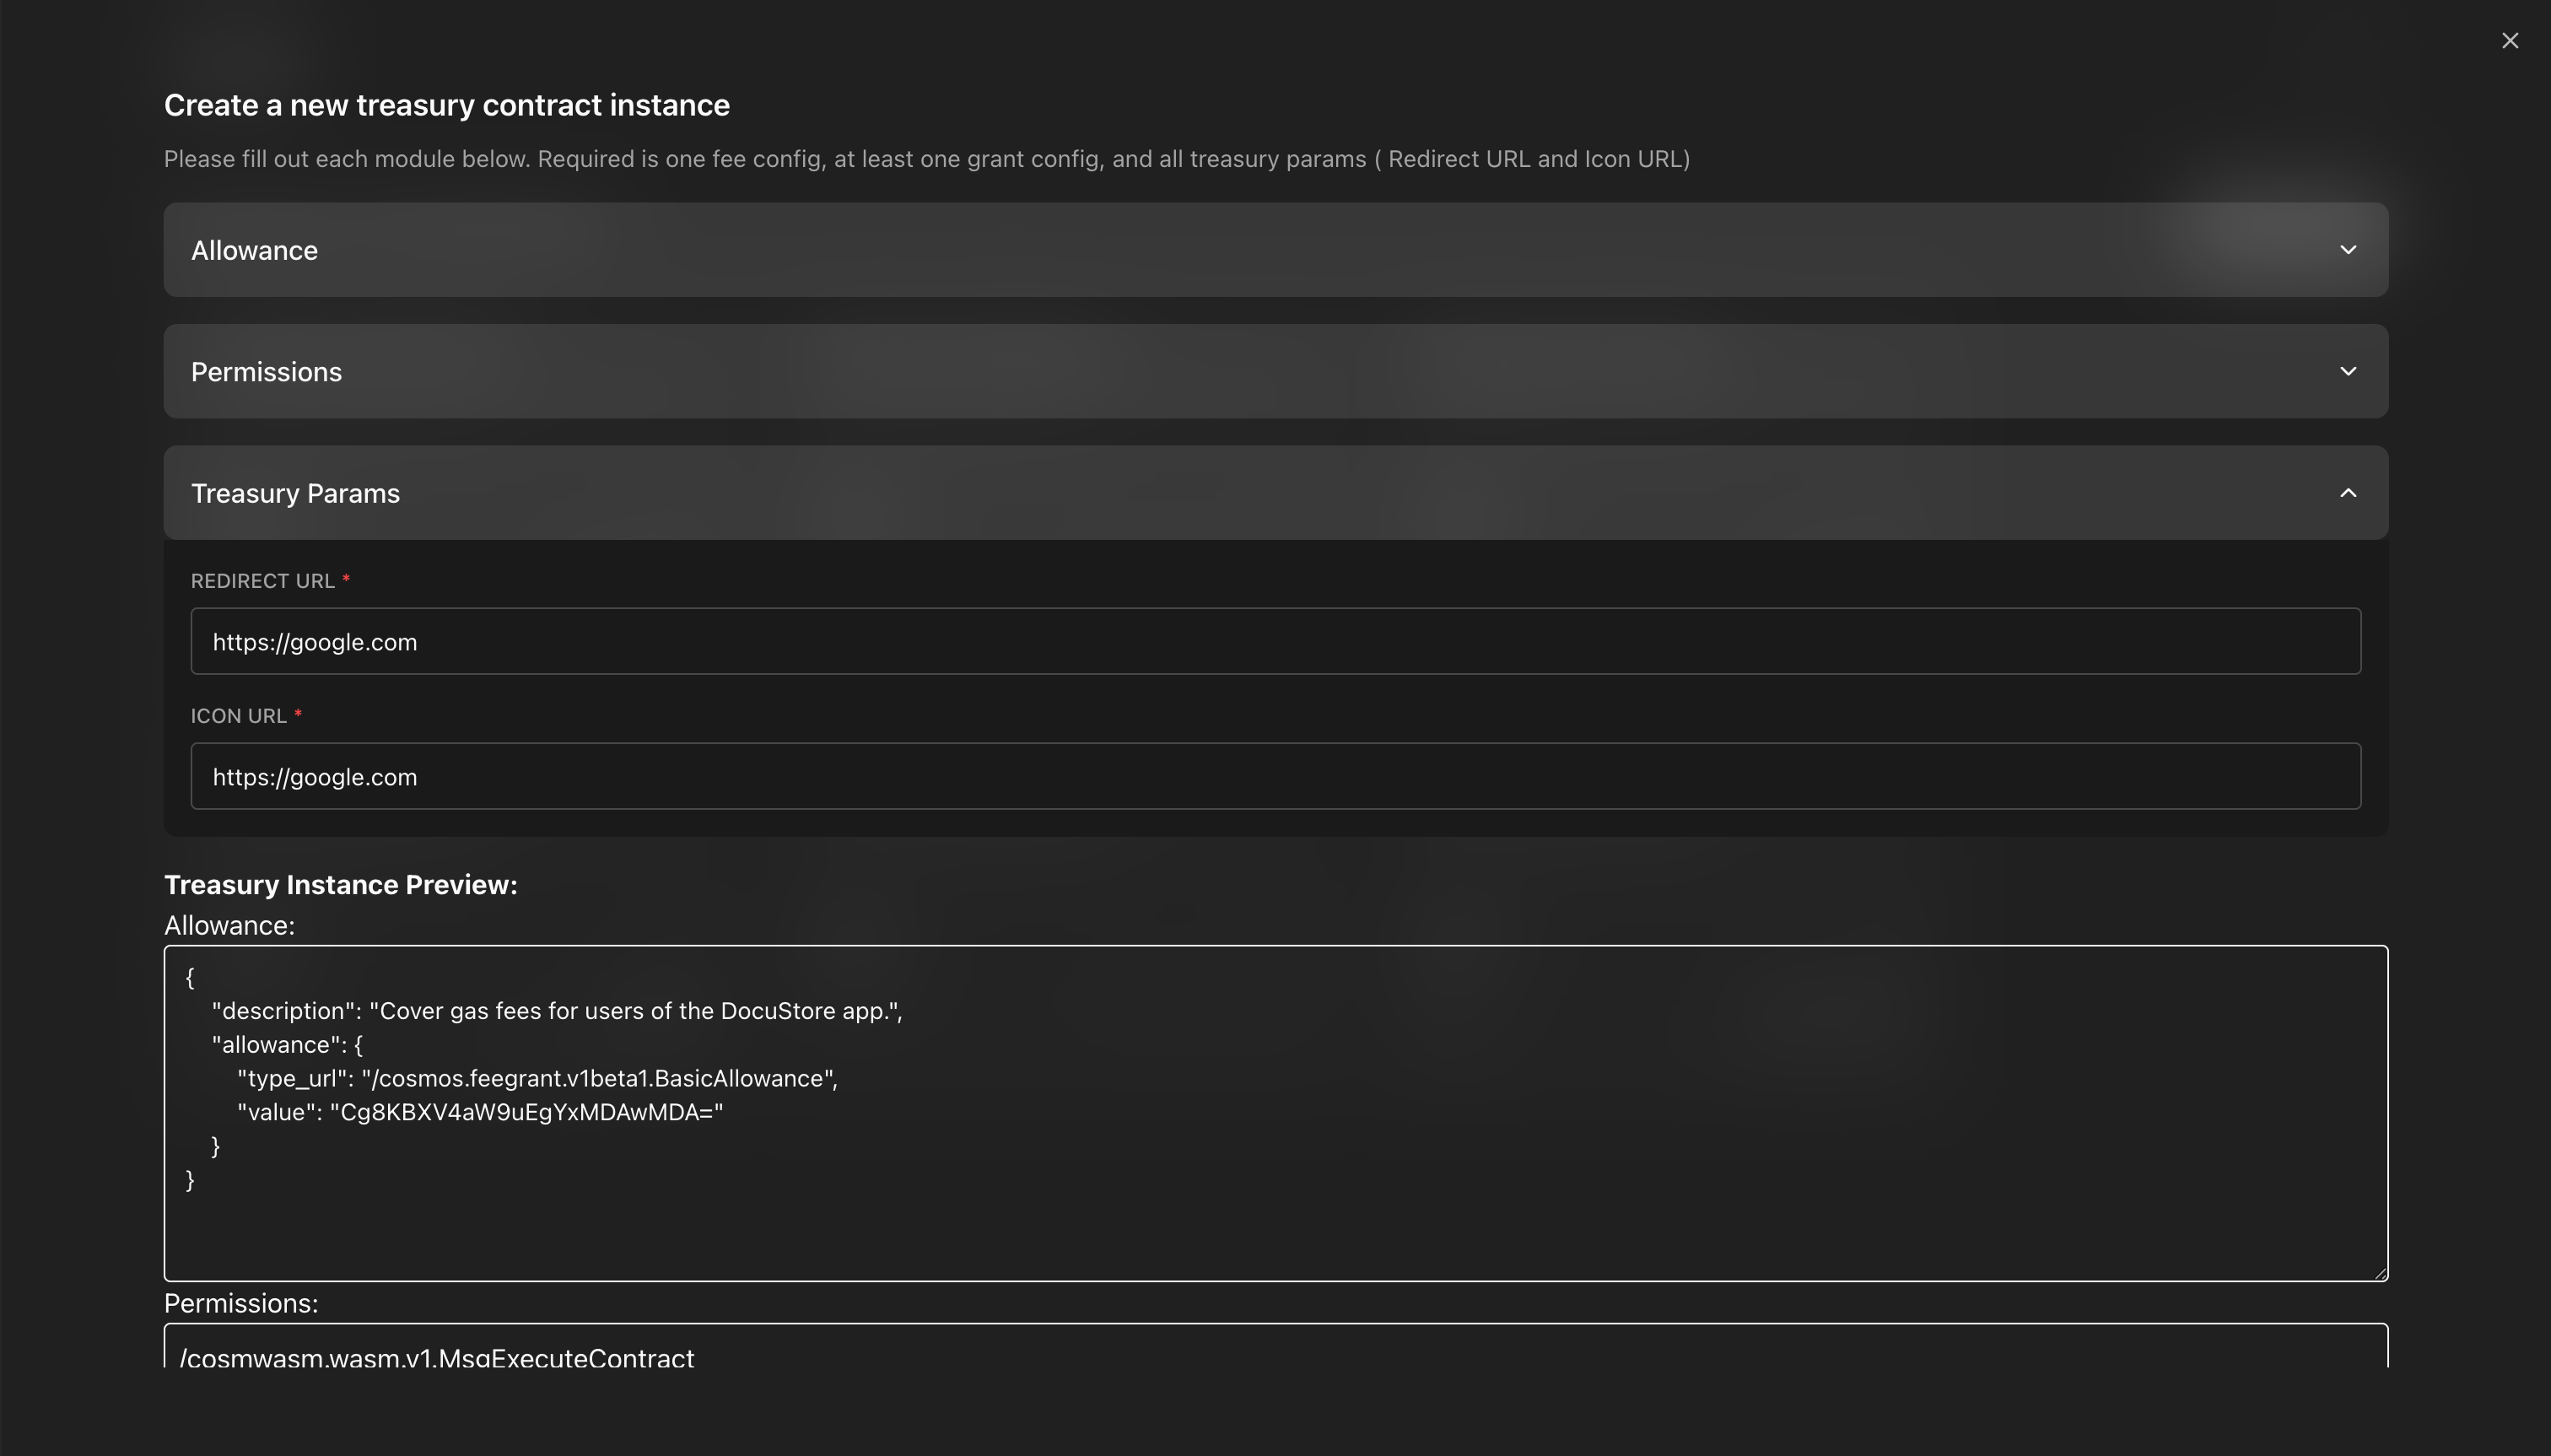 Create a new treasury contract instance
Please fill out each module below. Required is one fee config, at least one grant config, and all treasury params ( Redirect URL and Icon URL)
Allowance
Permissions
Treasury Params
REDIRECT URL *
https://google.com
ICON URL *
https://google.com
Treasury Instance Preview:
Allowance:
{
"description": "Cover gas fees for users of the DocuStore app.",
"allowance": {
"type_url": "/cosmos.feegrant.v1beta1.BasicAllowance",
"value": "Cg8KBXV4aW9uEgYxMDAwMDA="
}
}
Permissions:
/cosmwasm.wasm.v1.MsgExecuteContract